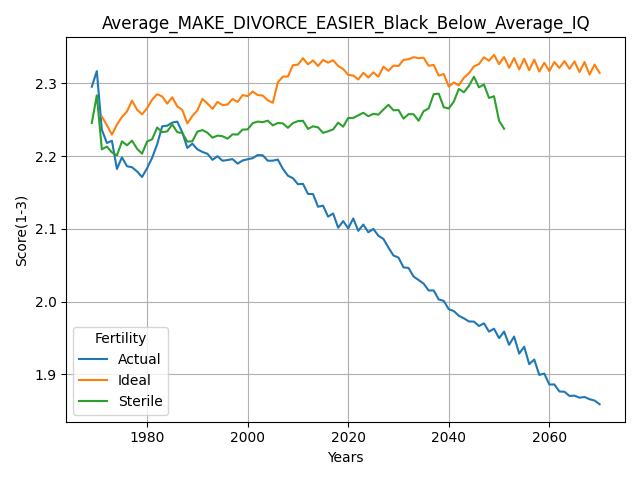 Average_MAKE_DIVORCE_EASIER_Black_Below_Average_IQ
Score(1-3)
2.3
2.2
2.1
2.0
1.9
Fertility
Actual
Ideal
Sterile
1980 2000 2020 2040 2060
Years